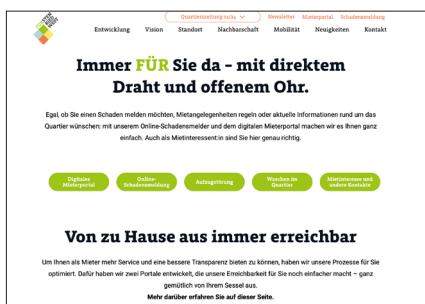 Quartierzeitung 02/24
Newsletter Mieterportal Schadensmeldung
Entwicklung Vision Standort Nachbarschaft Mobilität Neuigkeiten Kontakt
Immer FÜR Sie da – mit direktem
Draht und offenem Ohr.
Egal, ob Sie einen Schaden melden möchten, Mietangelegenheiten regeln oder aktuelle Informationen rund um das
Quartier wünschen: mit unserem Online-Schadensmelder und dem digitalen Mieterportal machen wir es Ihnen ganz
einfach. Auch als Mietinteressent:in sind Sie hier genau richtig.
Digitales
Mieterportal
Online-
Schadensmeldung
Aufzugstörung
Waschen im
Quartier
Mietinteresse und
andere Kontakte
Von zu Hause aus immer erreichbar
Um Ihnen als Mieter mehr Service und eine bessere Transparenz bieten zu können, haben wir unsere Prozesse für Sie
optimiert. Dafür haben wir zwei Portale entwickelt, die unsere Erreichbarkeit für Sie noch einfacher macht – ganz
gemütlich von Ihrem Sessel aus.
Mehr darüber erfahren Sie auf dieser Seite.